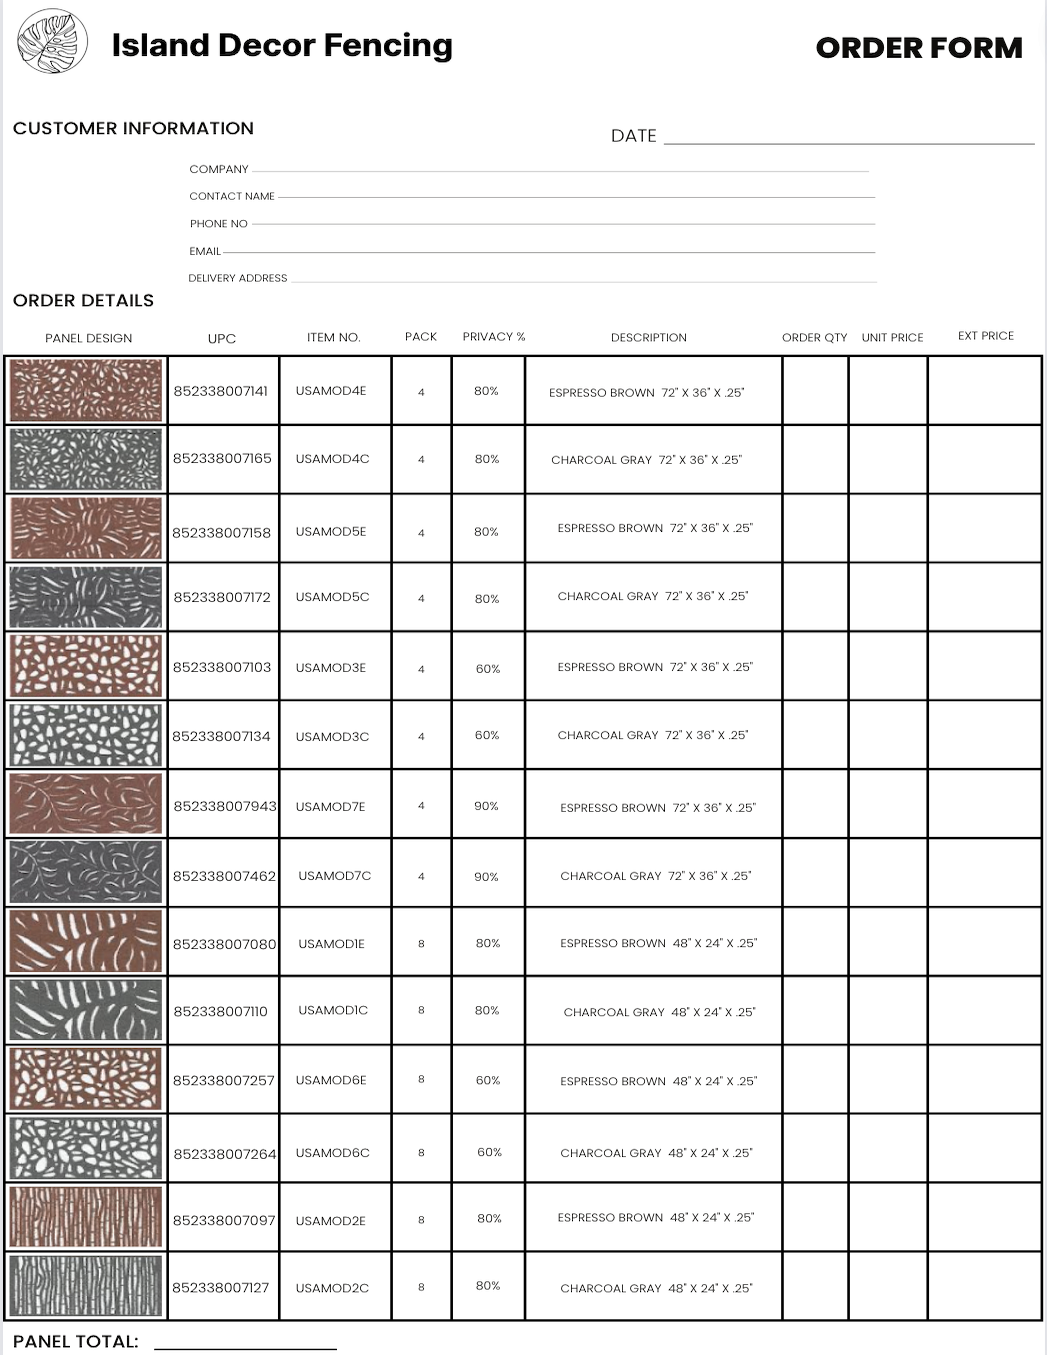 Island Decor Fencing
ORDER FORM
CUSTOMER INFORMATION
DATE
COMPANY
CONTACT NAME
PHONE NO
EMAIL
DELIVERY ADDRESS
ORDER DETAILS
PANEL DESIGN UPC ITEM NO. PACK PRIVACY % DESCRIPTION ORDER QTY UNIT PRICE EXT PRICE
852338007141 USAMOD4E 4 80% ESPRESSO BROWN 72" X 36" X .25"
852338007165 USAMOD4C 4 80% CHARCOAL GRAY 72" X 36" X .25"
852338007158 USAMOD5E 4 80% ESPRESSO BROWN 72" X 36" X .25"
852338007172 USAMOD5C 4 80% CHARCOAL GRAY 72" X 36" X .25"
852338007103 USAMOD3E 4 60% ESPRESSO BROWN 72" X 36" X .25"
852338007134 USAMOD3C 4 60% CHARCOAL GRAY 72" X 36" X .25"
852338007943 USAMOD7E 4 90% ESPRESSO BROWN 72" X 36" X .25"
852338007462 USAMOD7C 4 90% CHARCOAL GRAY 72" X 36" X .25"
852338007080 USAMOD1E 8 80% ESPRESSO BROWN 48" X 24" X .25"
852338007110 USAMOD1C 8 80% CHARCOAL GRAY 48" X 24" X .25"
852338007257 USAMOD6E 8 60% ESPRESSO BROWN 48" X 24" X .25"
852338007264 USAMOD6C 8 60% CHARCOAL GRAY 48" X 24" X .25"
852338007097 USAMOD2E 8 80% ESPRESSO BROWN 48" X 24" X .25"
852338007127 USAMOD2C 8 80% CHARCOAL GRAY 48" X 24" X .25"
PANEL TOTAL: